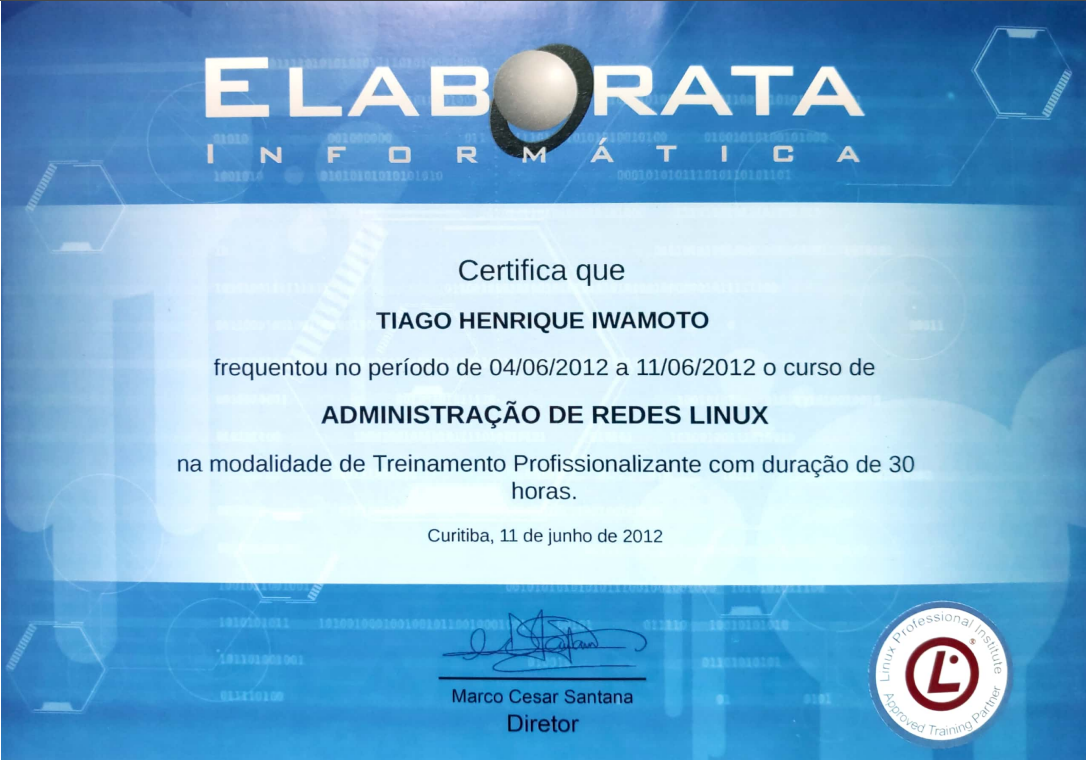 ELABORATA
INFORMÁTICA
Certifica que
TIAGO HENRIQUE IWAMOTO
frequentou no período de 04/06/2012 a 11/06/2012 o curso de
ADMINISTRAÇÃO DE REDES LINUX
na modalidade de Treinamento Profissionalizante com duração de 30
horas.
Curitiba, 11 de junho de 2012
Marco Cesar Santana
Diretor
Linux Professional Institute
L
®
Approved Training Partner